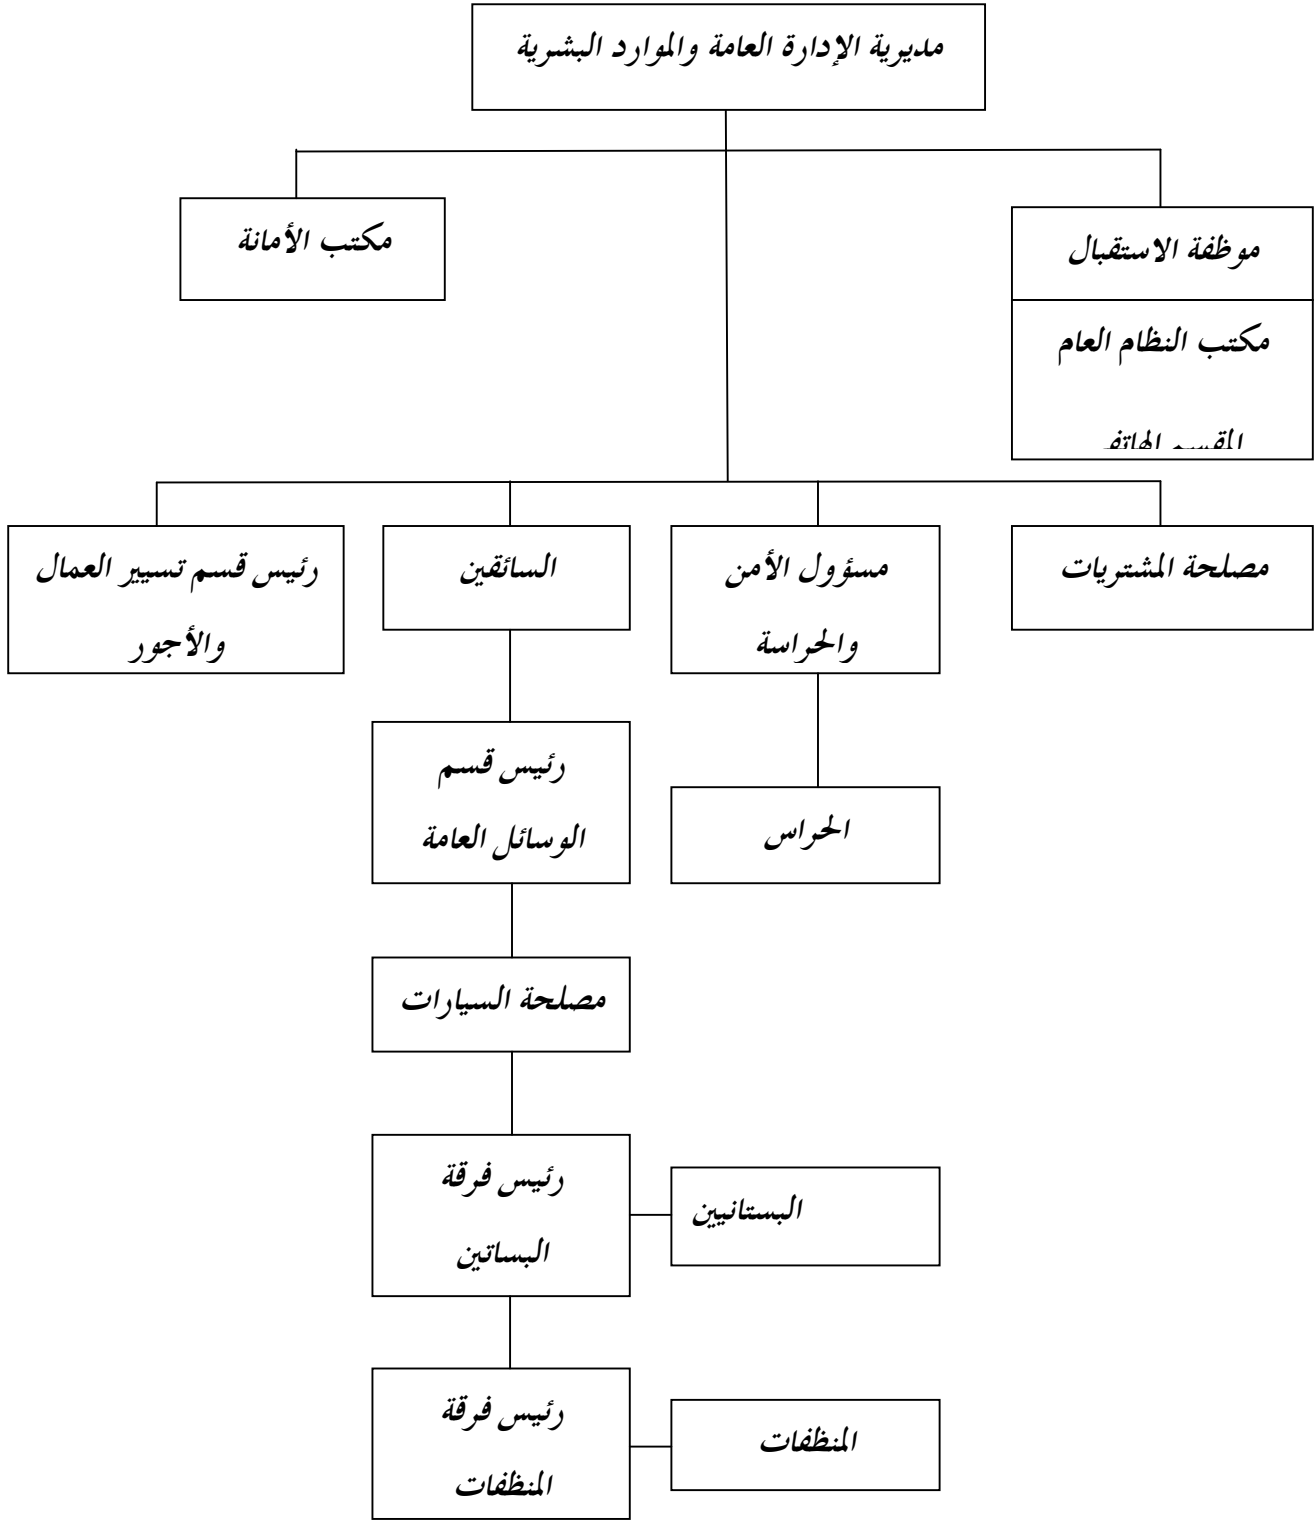 مديرية الإدارة العامة والموارد البشرية
موظفة الاستقبال
مكتب الأمانة
مكتب النظام العام
المقسم الهاتف
مصلحة المشتريات
مسؤول الأمن
والحراسة
السائقين
رئيس قسم تسيير العمال
والأجور
رئيس قسم
الوسائل العامة
الحراس
مصلحة السيارات
رئيس فرقة
البساتين
البستانيين
رئيس فرقة
المنظفات
المنظفات